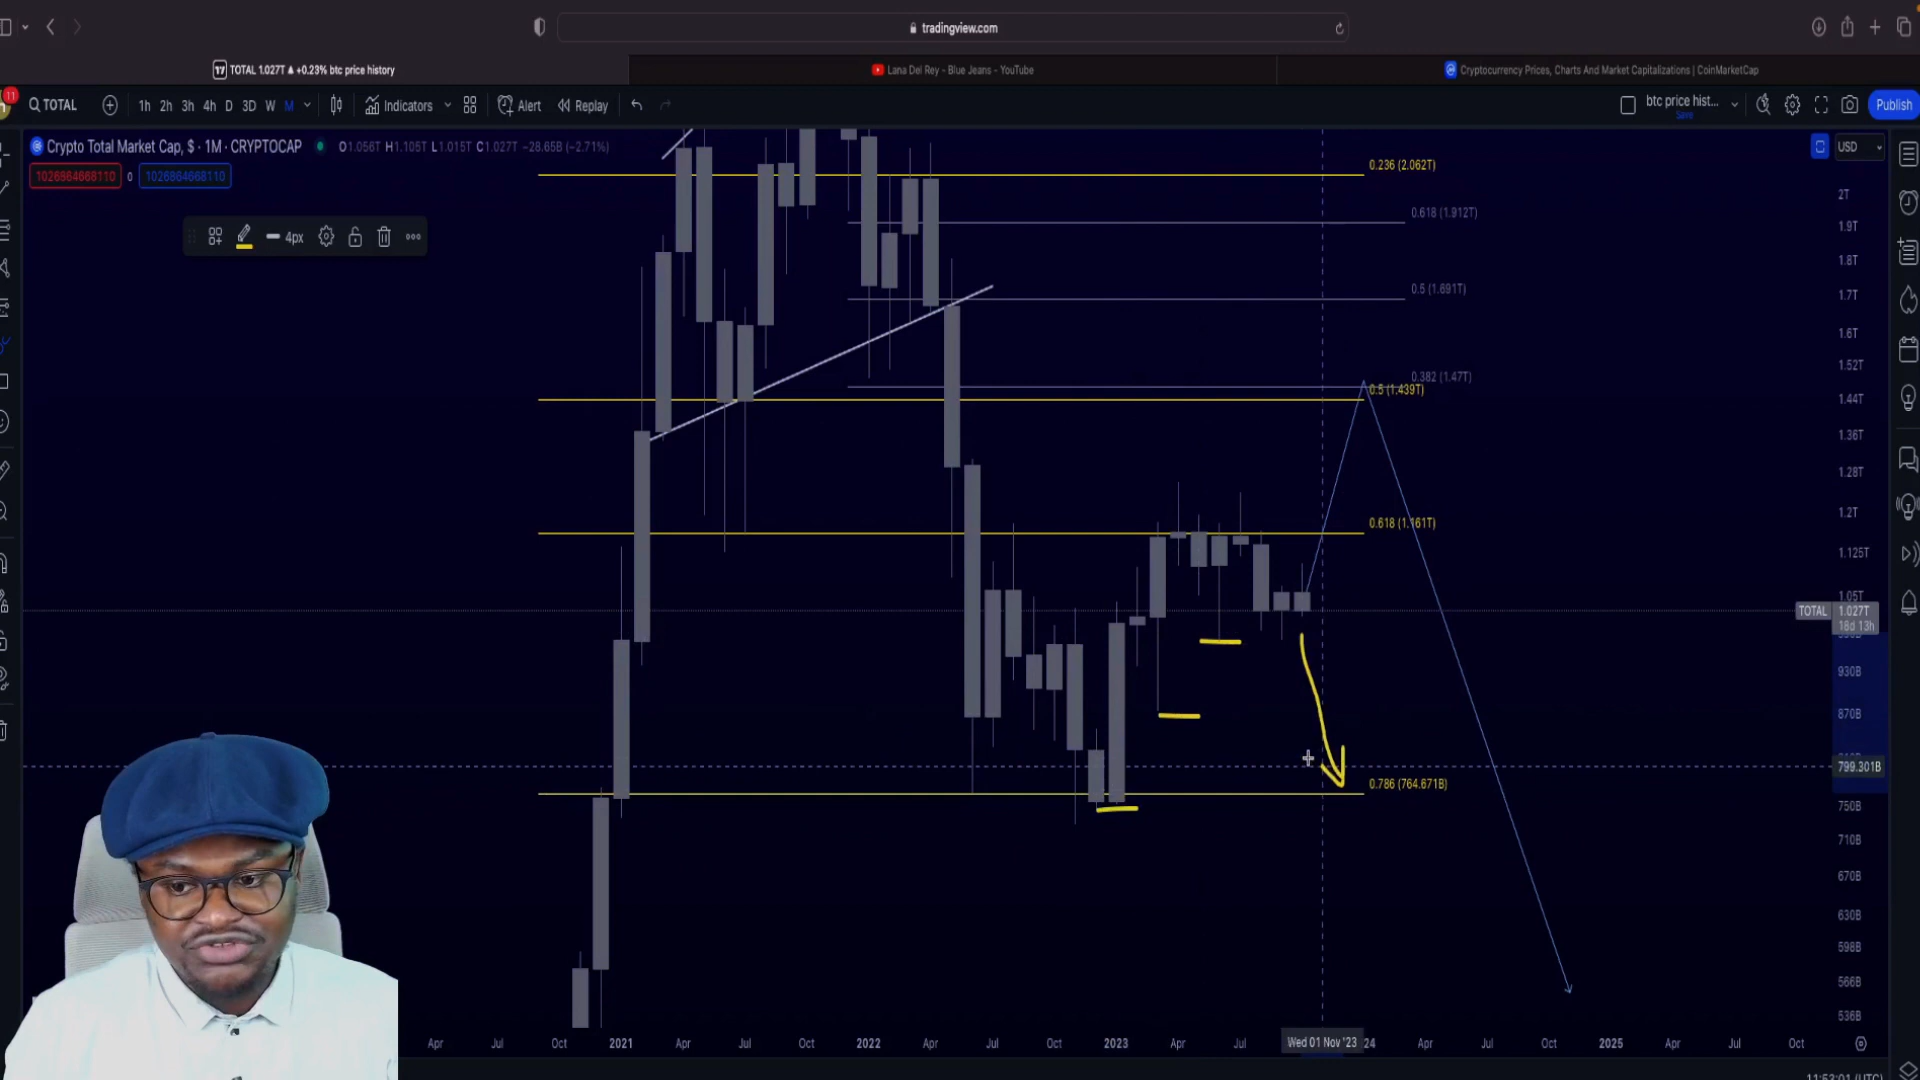 tradingview.com
TOTAL 1.027T ▲ +0.23% btc price history
Lana Del Rey - Blue Jeans - YouTube
Cryptocurrency Prices, Charts And Market Capitalizations | CoinMarketCap
11
TOTAL
1h 2h 3h 4h D 3D W M
Indicators
Alert
Replay
btc price hist...
Save
Publish
Crypto Total Market Cap, $ · 1M · CRYPTOCAP
O1.056T H1.105T L1.015T C1.027T −28.65B (−2.71%)
USD
1026864668110 0 1026864668110
4px
0.236 (2.062T)
0.618 (1.912T)
0.5 (1.691T)
0.382 (1.47T)
0.5 (1.439T)
0.618 (1.161T)
0.786 (764.671B)
2T
1.9T
1.8T
1.7T
1.6T
1.52T
1.44T
1.36T
1.28T
1.2T
1.125T
1.05T
TOTAL 1.027T
18d 13h
930B
870B
799.301B
750B
710B
670B
630B
598B
566B
536B
Apr Jul Oct 2021 Apr Jul Oct 2022 Apr Jul Oct 2023 Apr Jul Wed 01 Nov '23 24 Apr Jul Oct 2025 Apr Jul Oct